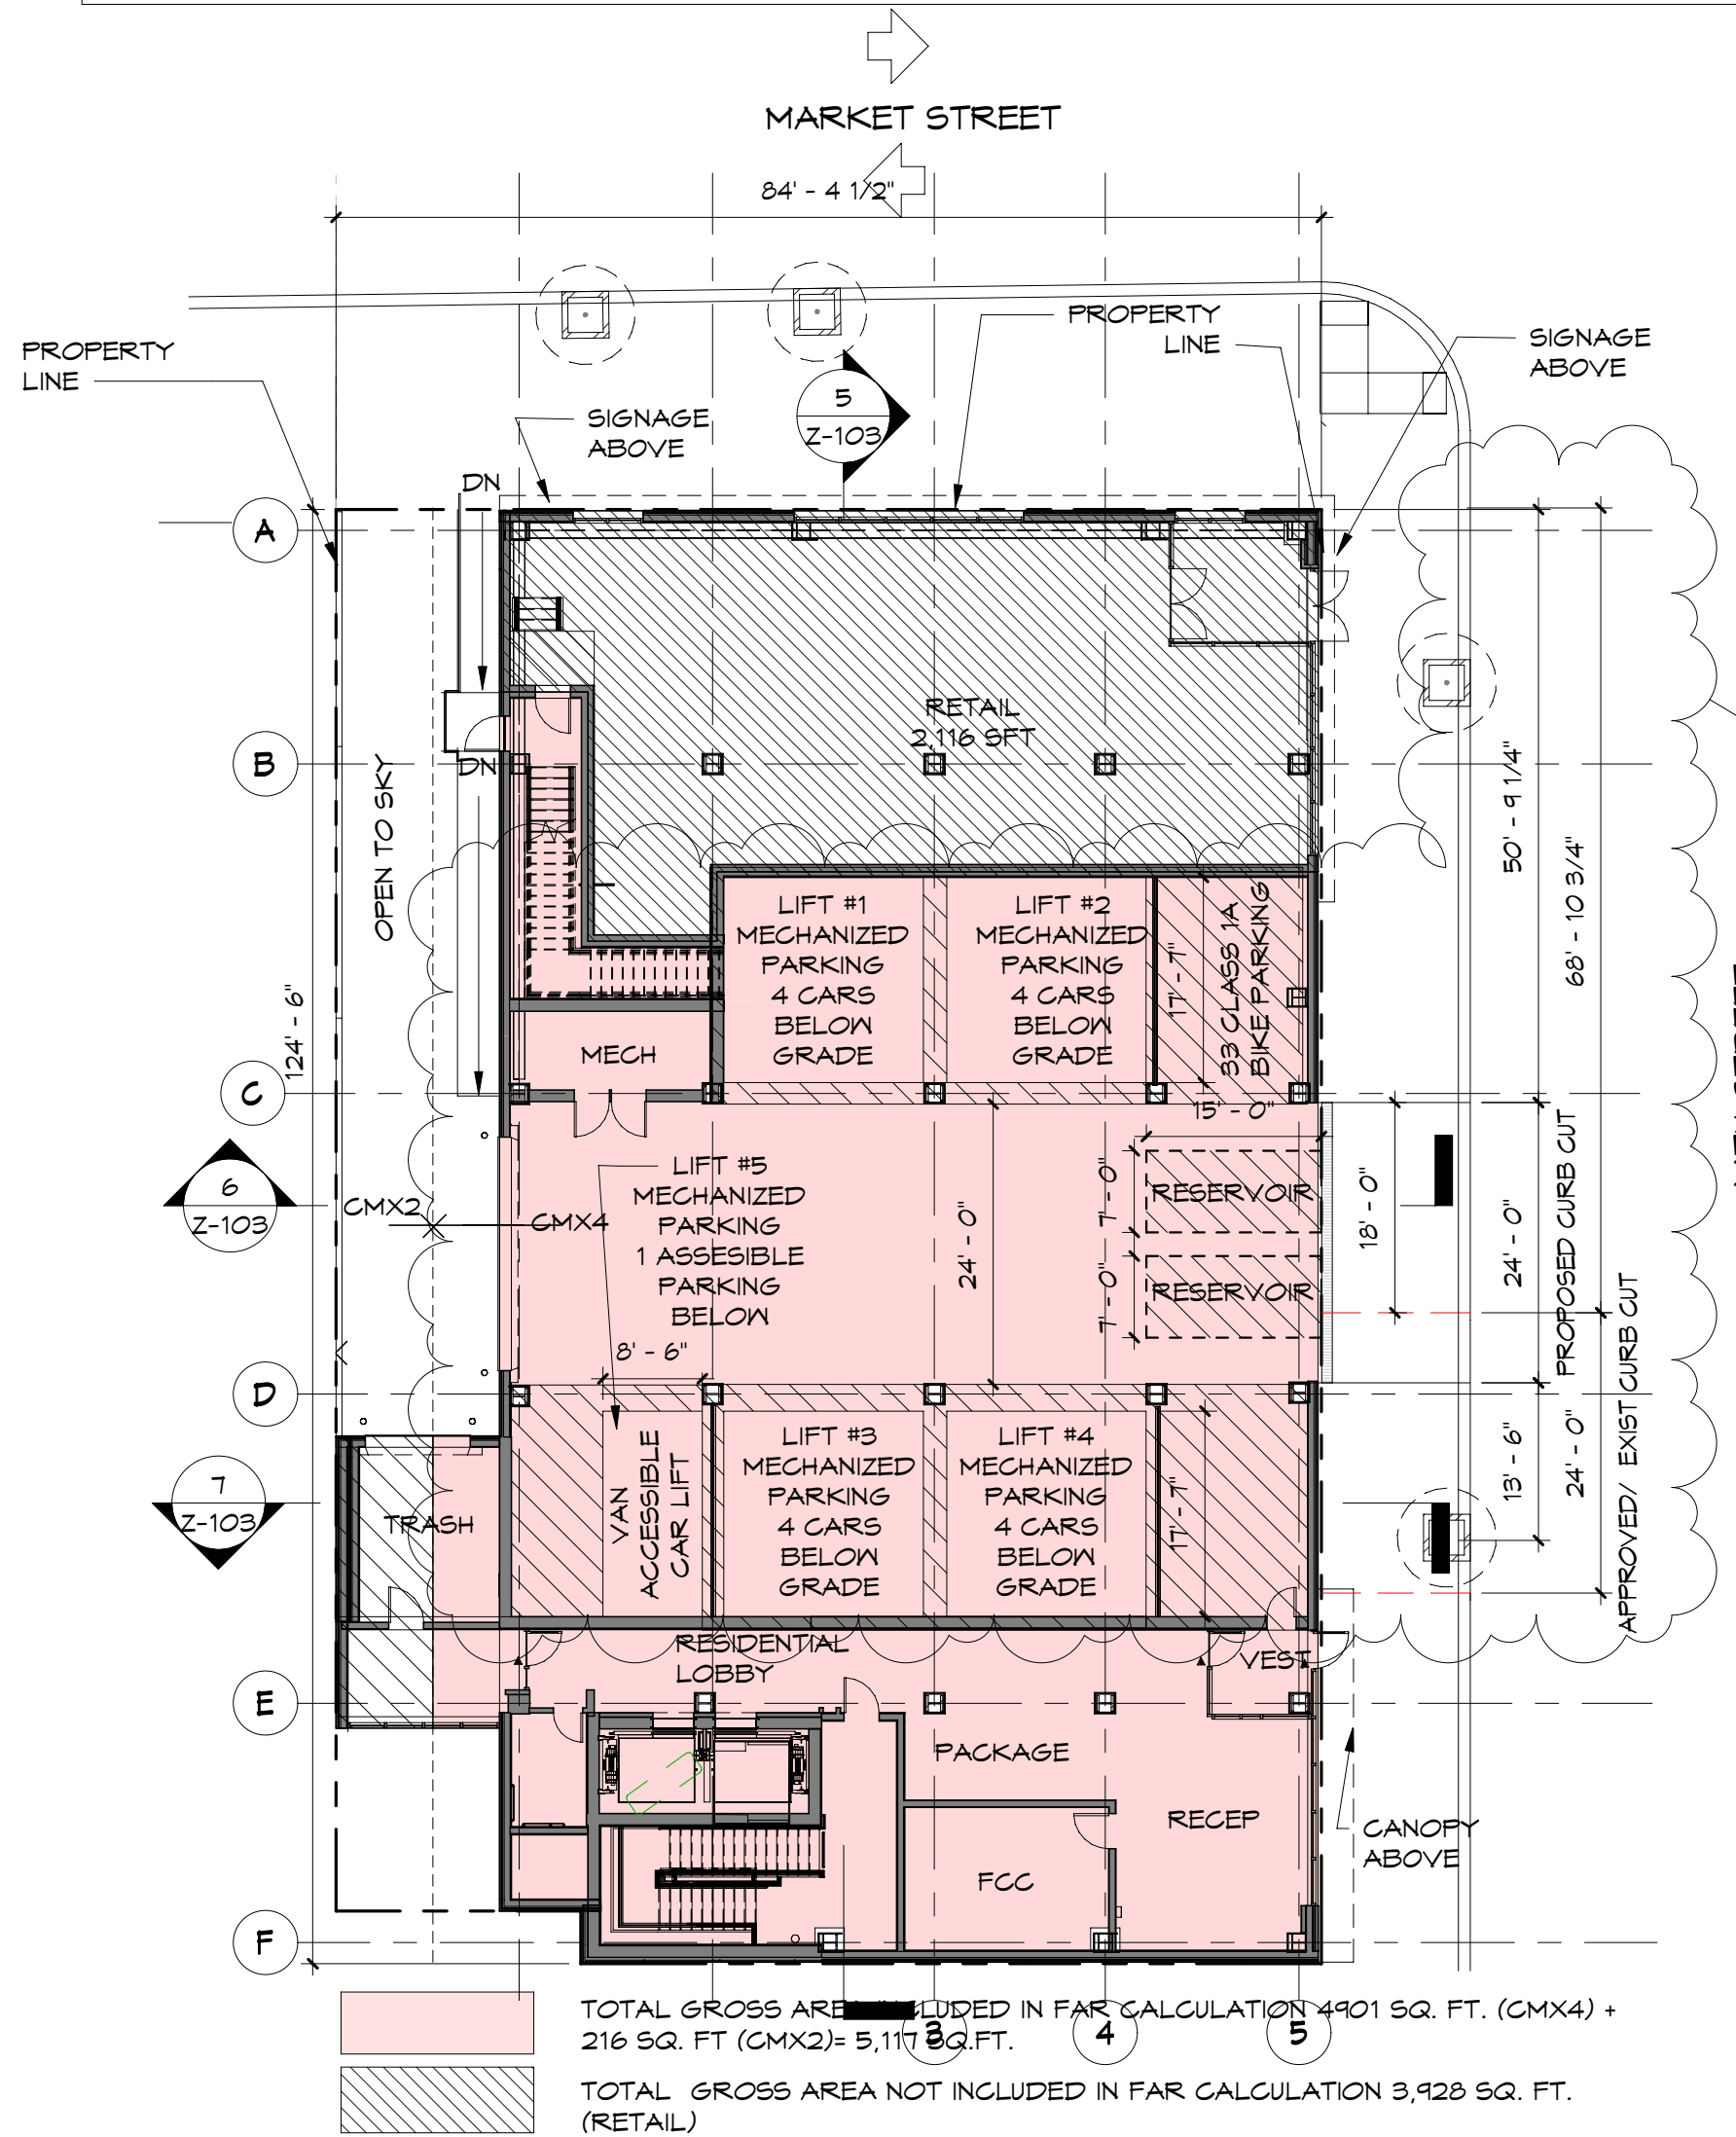 MARKET STREET
84' - 4 1/2"
PROPERTY
LINE
SIGNAGE
ABOVE
PROPERTY
LINE
SIGNAGE
ABOVE
5
Z-103
DN
A
RETAIL
2,116 SFT
B
DN
OPEN TO SKY
50' - 9 1/4"
68' - 10 3/4"
124' - 6"
LIFT #1
MECHANIZED
PARKING
4 CARS
BELOW
GRADE
LIFT #2
MECHANIZED
PARKING
4 CARS
BELOW
GRADE
17' - 7"
33 CLASS 1A
BIKE PARKING
MECH
C
15' - 0"
6
Z-103
CMX2
CMX4
LIFT #5
MECHANIZED
PARKING
1 ASSESIBLE
PARKING
BELOW
24' - 0"
7' - 0"
RESERVOIR
7' - 0"
RESERVOIR
18' - 0"
24' - 0"
PROPOSED CURB CUT
8' - 6"
D
7
Z-103
TRASH
VAN
ACCESSIBLE
CAR LIFT
LIFT #3
MECHANIZED
PARKING
4 CARS
BELOW
GRADE
LIFT #4
MECHANIZED
PARKING
4 CARS
BELOW
GRADE
17' - 7"
13' - 6"
24' - 0"
APPROVED/ EXIST CURB CUT
RESIDENTIAL
LOBBY
VEST
E
PACKAGE
RECEP
FCC
CANOPY
ABOVE
F
3
4
5
TOTAL GROSS AREA INCLUDED IN FAR CALCULATION 4901 SQ. FT. (CMX4) +
216 SQ. FT (CMX2)= 5,117 SQ.FT.
TOTAL GROSS AREA NOT INCLUDED IN FAR CALCULATION 3,928 SQ. FT.
(RETAIL)